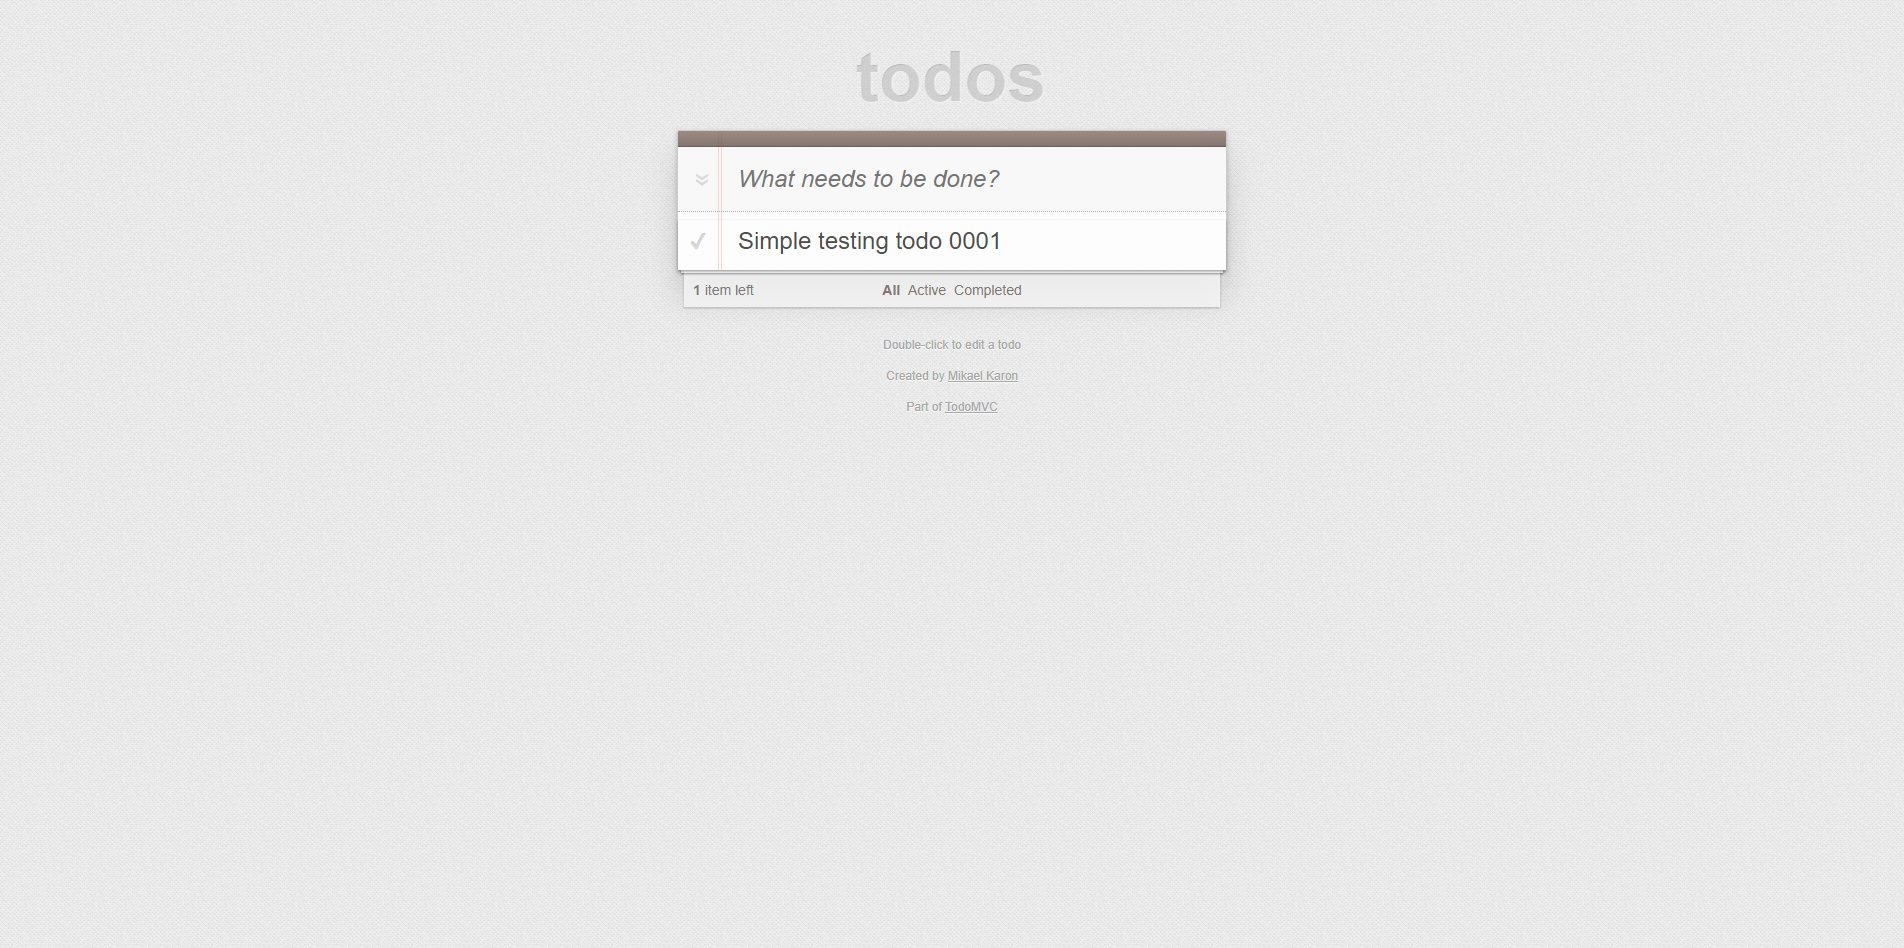 todos
What needs to be done?
Simple testing todo 0001
1 item left All Active Completed
Double-click to edit a todo
Created by Mikael Karon
Part of TodoMVC